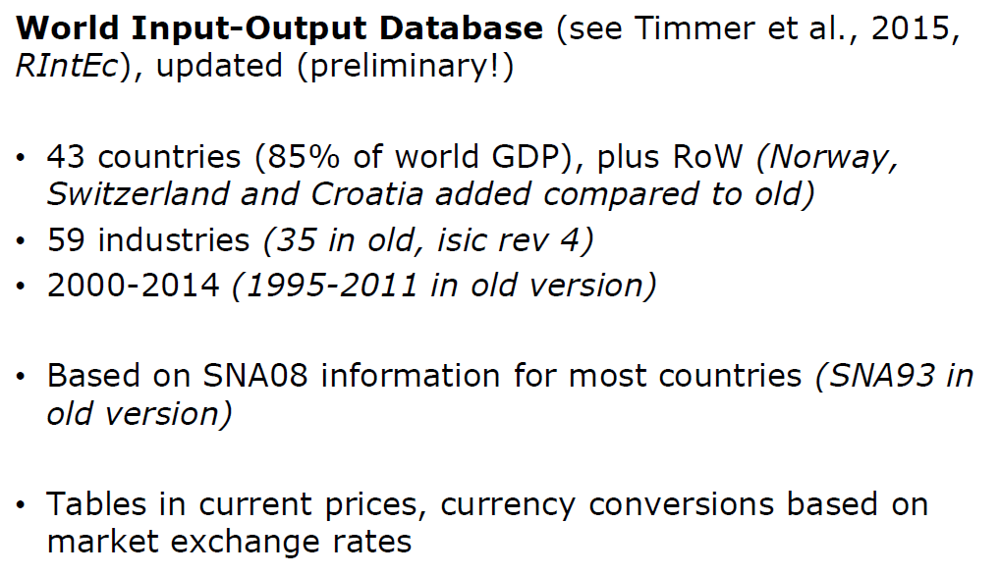 World Input-Output Database (see Timmer et al., 2015,
RIntEc), updated (preliminary!)
• 43 countries (85% of world GDP), plus RoW (Norway,
Switzerland and Croatia added compared to old)
• 59 industries (35 in old, isic rev 4)
• 2000-2014 (1995-2011 in old version)
• Based on SNA08 information for most countries (SNA93 in
old version)
• Tables in current prices, currency conversions based on
market exchange rates